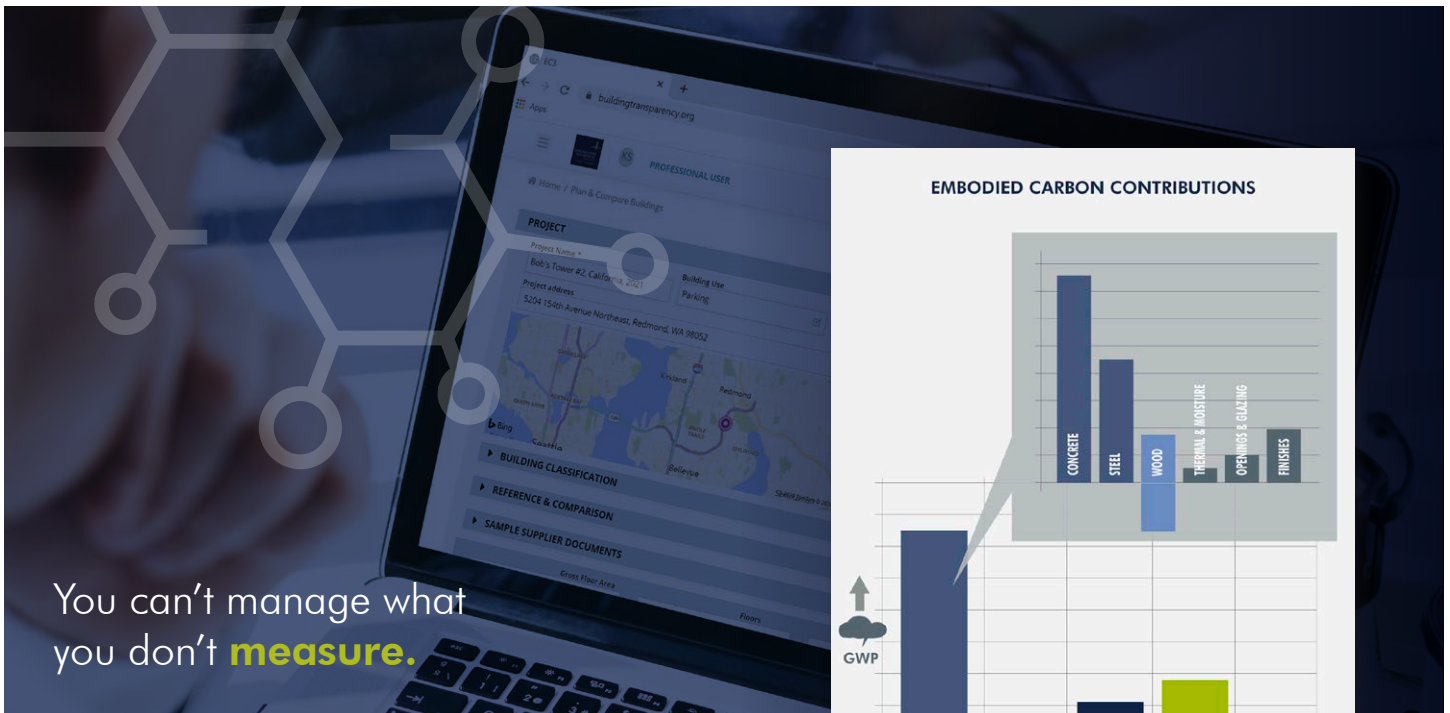 EC3
buildingtransparency.org
Apps
KS
PROFESSIONAL USER
Home / Plan & Compare Buildings
PROJECT
Project Name *
Bob's Tower #2, California, 2021
Building Use
Parking
Project address
5204 154th Avenue Northeast, Redmond, WA 98052
Kirkland
Redmond
Bing
Seattle
Bellevue
BUILDING CLASSIFICATION
REFERENCE & COMPARISON
SAMPLE SUPPLIER DOCUMENTS
Gross Floor Area
Floors
You can't manage what
you don't measure.
EMBODIED CARBON CONTRIBUTIONS
CONCRETE
STEEL
WOOD
THERMAL & MOISTURE
OPENINGS & GLAZING
FINISHES
GWP